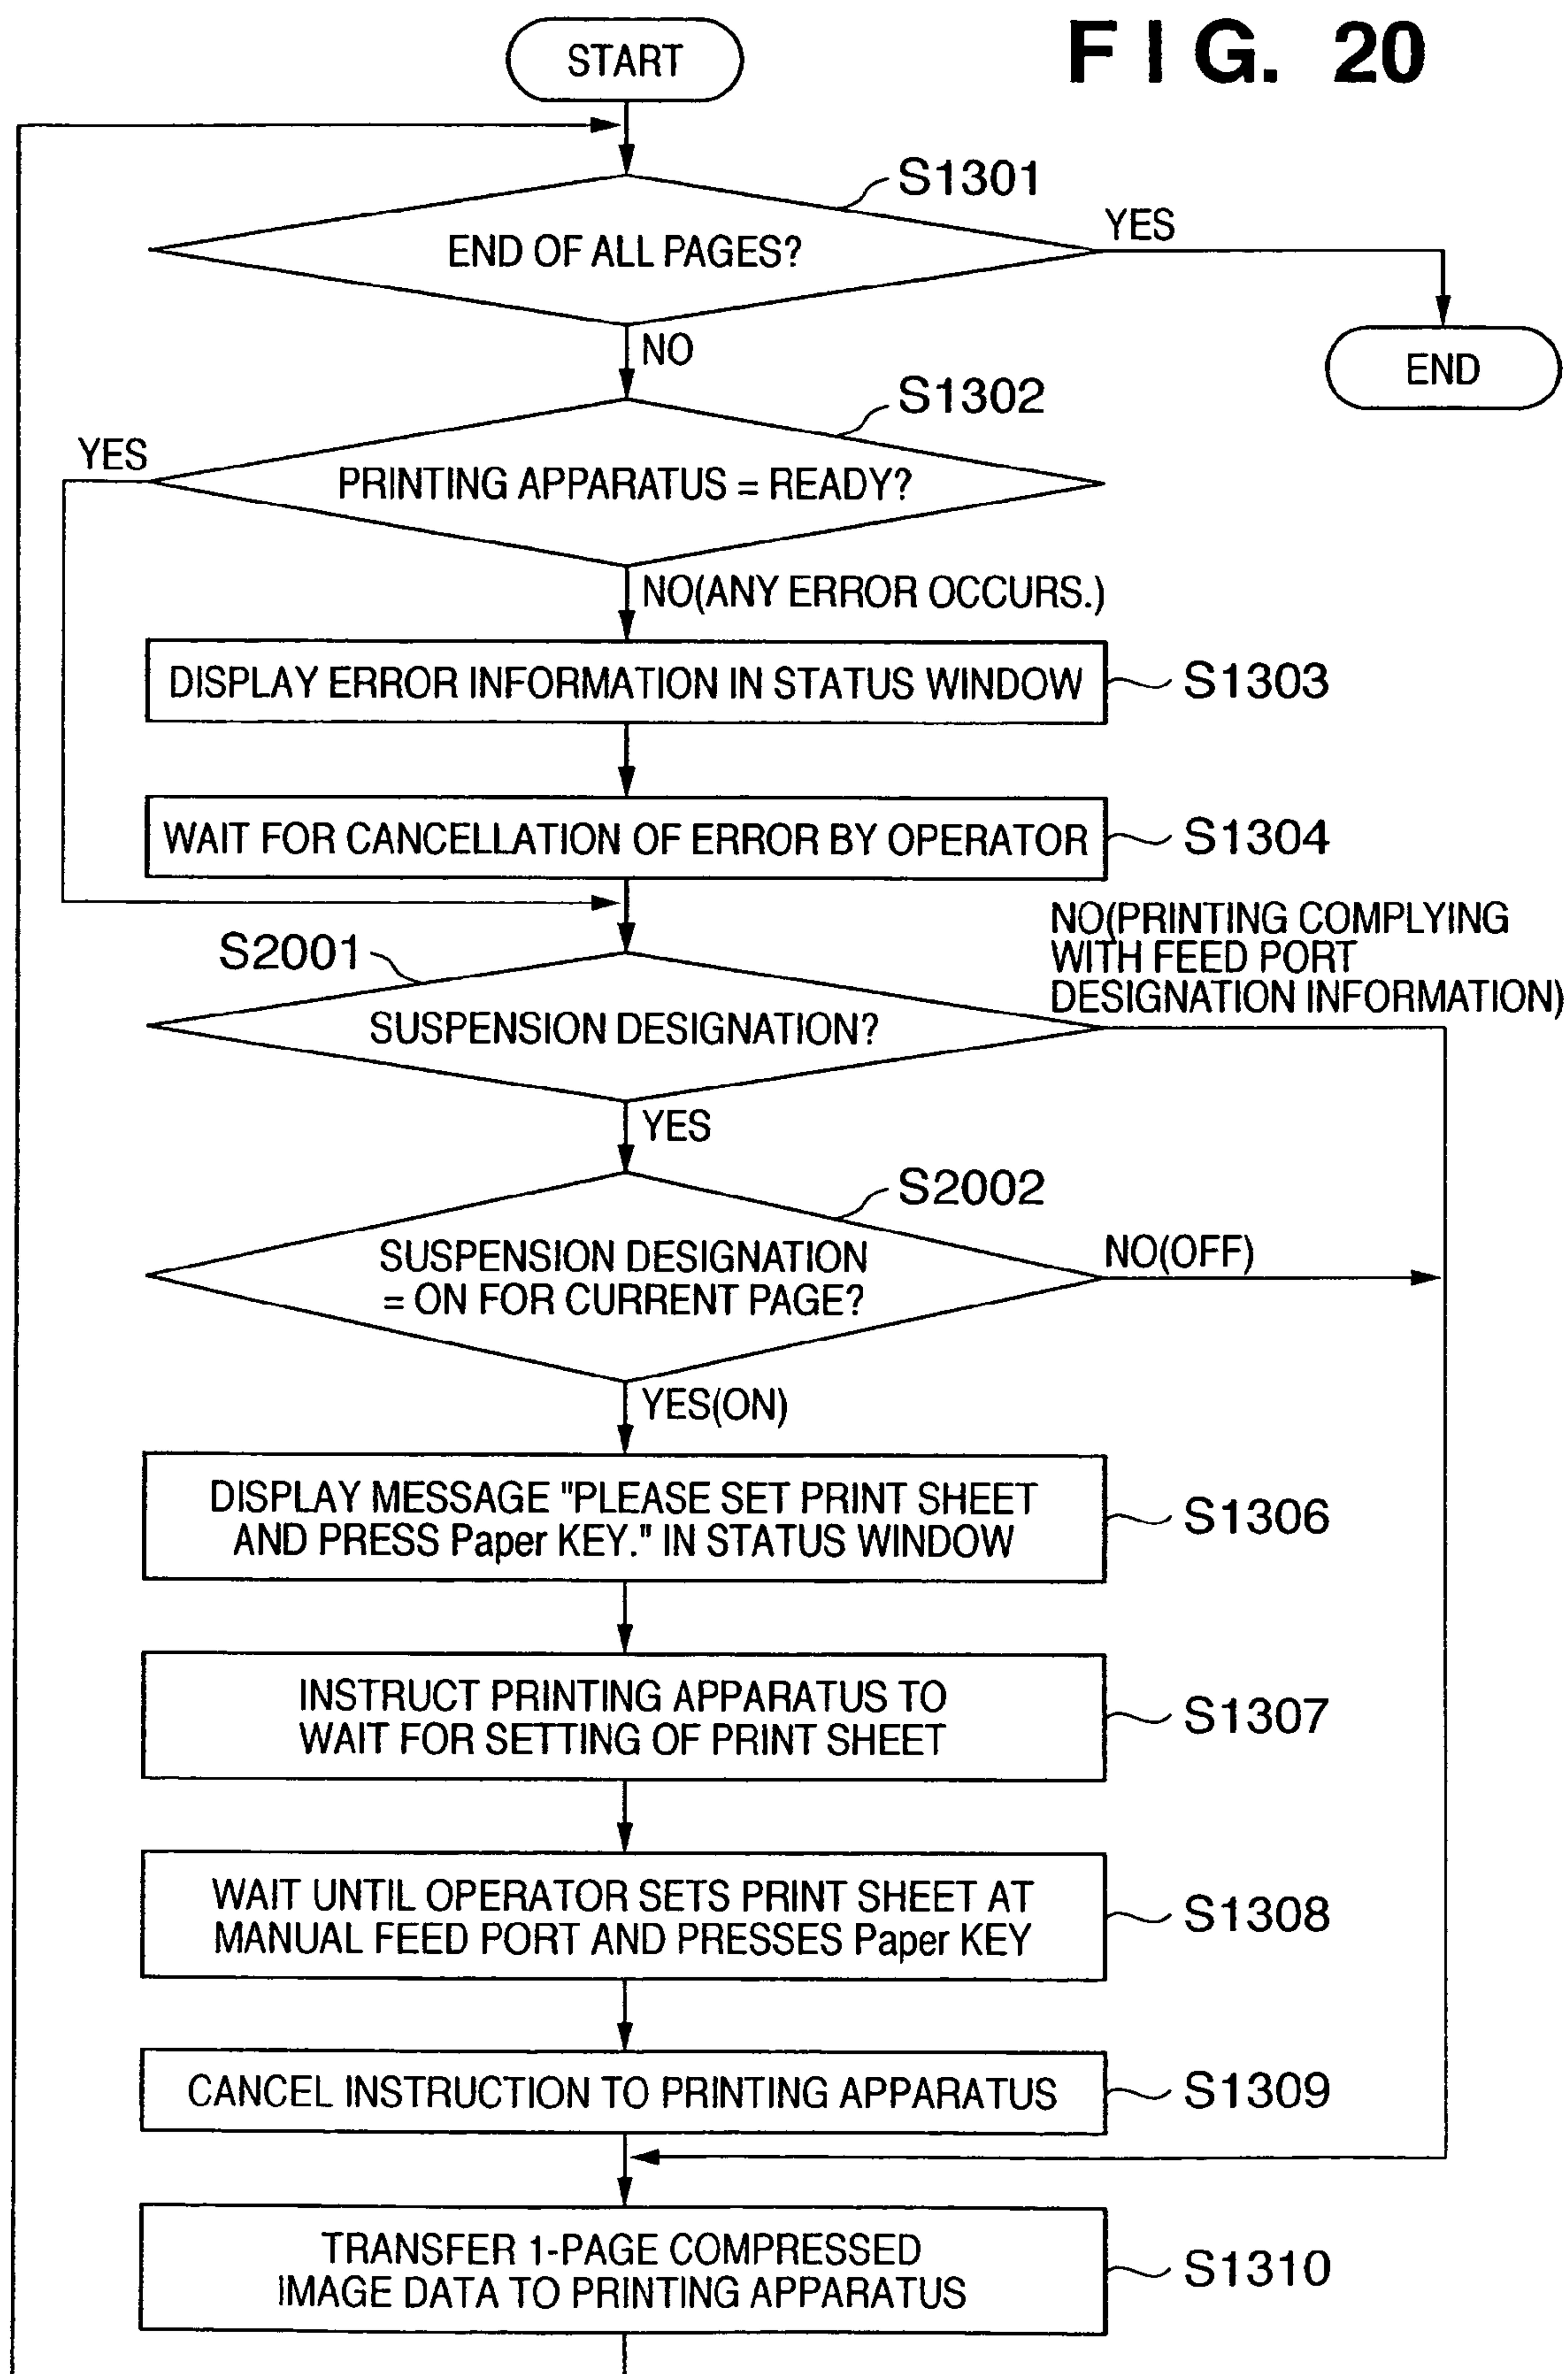 FIG. 20
START
S1301
END OF ALL PAGES?
YES
NO
END
S1302
YES
PRINTING APPARATUS = READY?
NO(ANY ERROR OCCURS.)
DISPLAY ERROR INFORMATION IN STATUS WINDOW
S1303
WAIT FOR CANCELLATION OF ERROR BY OPERATOR
S1304
NO(PRINTING COMPLYING
WITH FEED PORT
DESIGNATION INFORMATION)
S2001
SUSPENSION DESIGNATION?
YES
S2002
SUSPENSION DESIGNATION
= ON FOR CURRENT PAGE?
NO(OFF)
YES(ON)
DISPLAY MESSAGE "PLEASE SET PRINT SHEET
AND PRESS Paper KEY." IN STATUS WINDOW
S1306
INSTRUCT PRINTING APPARATUS TO
WAIT FOR SETTING OF PRINT SHEET
S1307
WAIT UNTIL OPERATOR SETS PRINT SHEET AT
MANUAL FEED PORT AND PRESSES Paper KEY
S1308
CANCEL INSTRUCTION TO PRINTING APPARATUS
S1309
TRANSFER 1-PAGE COMPRESSED
IMAGE DATA TO PRINTING APPARATUS
S1310